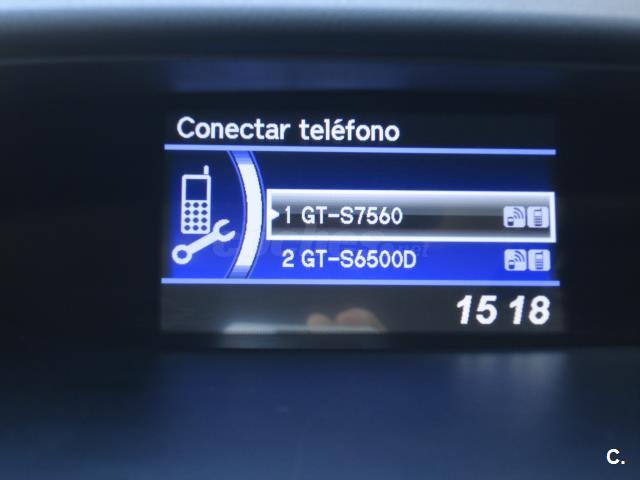 Conectar teléfono
1 GT-S7560
2 GT-S6500D
15 18
C.